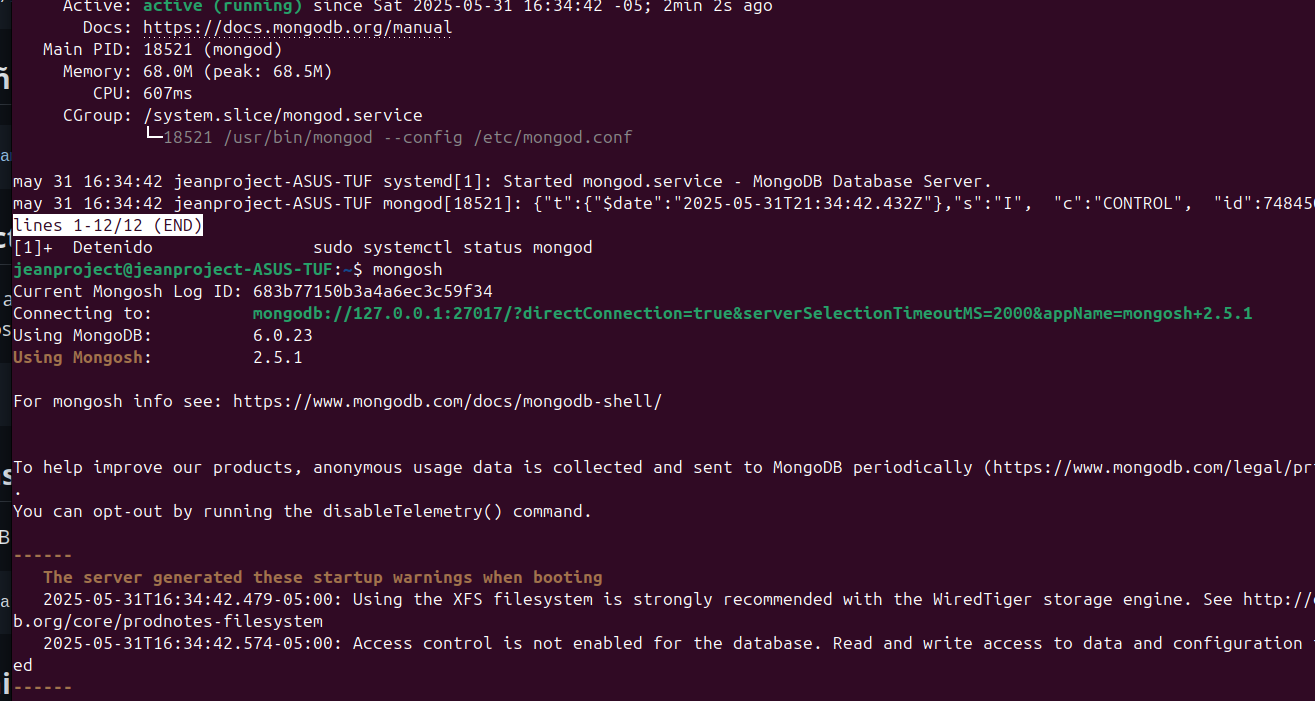 Active: active (running) since Sat 2025-05-31 16:34:42 -05; 2min 2s ago
Docs: https://docs.mongodb.org/manual
Main PID: 18521 (mongod)
Memory: 68.0M (peak: 68.5M)
CPU: 607ms
CGroup: /system.slice/mongod.service
└─18521 /usr/bin/mongod --config /etc/mongod.conf
may 31 16:34:42 jeanproject-ASUS-TUF systemd[1]: Started mongod.service - MongoDB Database Server.
may 31 16:34:42 jeanproject-ASUS-TUF mongod[18521]: {"t":{"$date":"2025-05-31T21:34:42.432Z"},"s":"I",  "c":"CONTROL",  "id":74845
lines 1-12/12 (END)
[1]+  Detenido                sudo systemctl status mongod
jeanproject@jeanproject-ASUS-TUF:~$ mongosh
Current Mongosh Log ID: 683b77150b3a4a6ec3c59f34
Connecting to:          mongodb://127.0.0.1:27017/?directConnection=true&serverSelectionTimeoutMS=2000&appName=mongosh+2.5.1
Using MongoDB:          6.0.23
Using Mongosh:          2.5.1
For mongosh info see: https://www.mongodb.com/docs/mongodb-shell/
To help improve our products, anonymous usage data is collected and sent to MongoDB periodically (https://www.mongodb.com/legal/pr
.
You can opt-out by running the disableTelemetry() command.
------
The server generated these startup warnings when booting
2025-05-31T16:34:42.479-05:00: Using the XFS filesystem is strongly recommended with the WiredTiger storage engine. See http://
b.org/core/prodnotes-filesystem
2025-05-31T16:34:42.574-05:00: Access control is not enabled for the database. Read and write access to data and configuration
ed
------